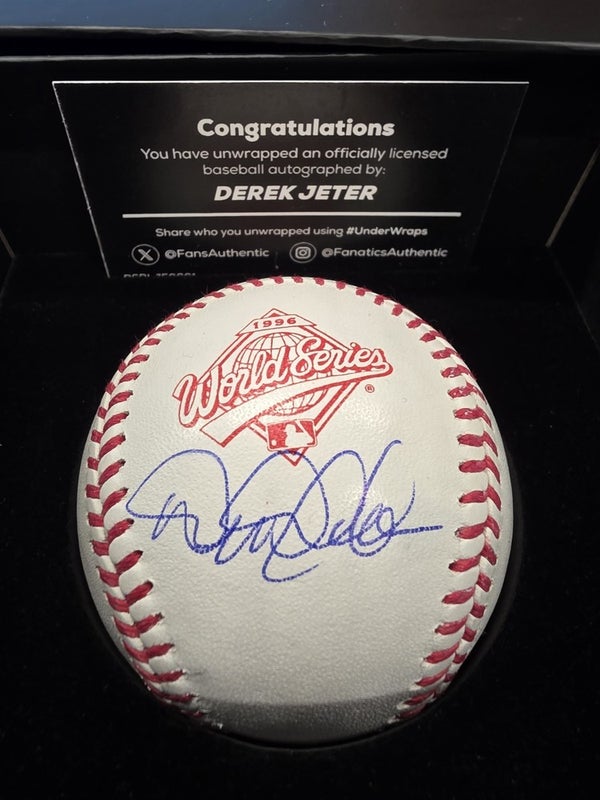 Congratulations
You have unwrapped an officially licensed
baseball autographed by:
DEREK JETER
Share who you unwrapped using #UnderWraps
@FansAuthentic @FanaticsAuthentic
1996
World Series
®